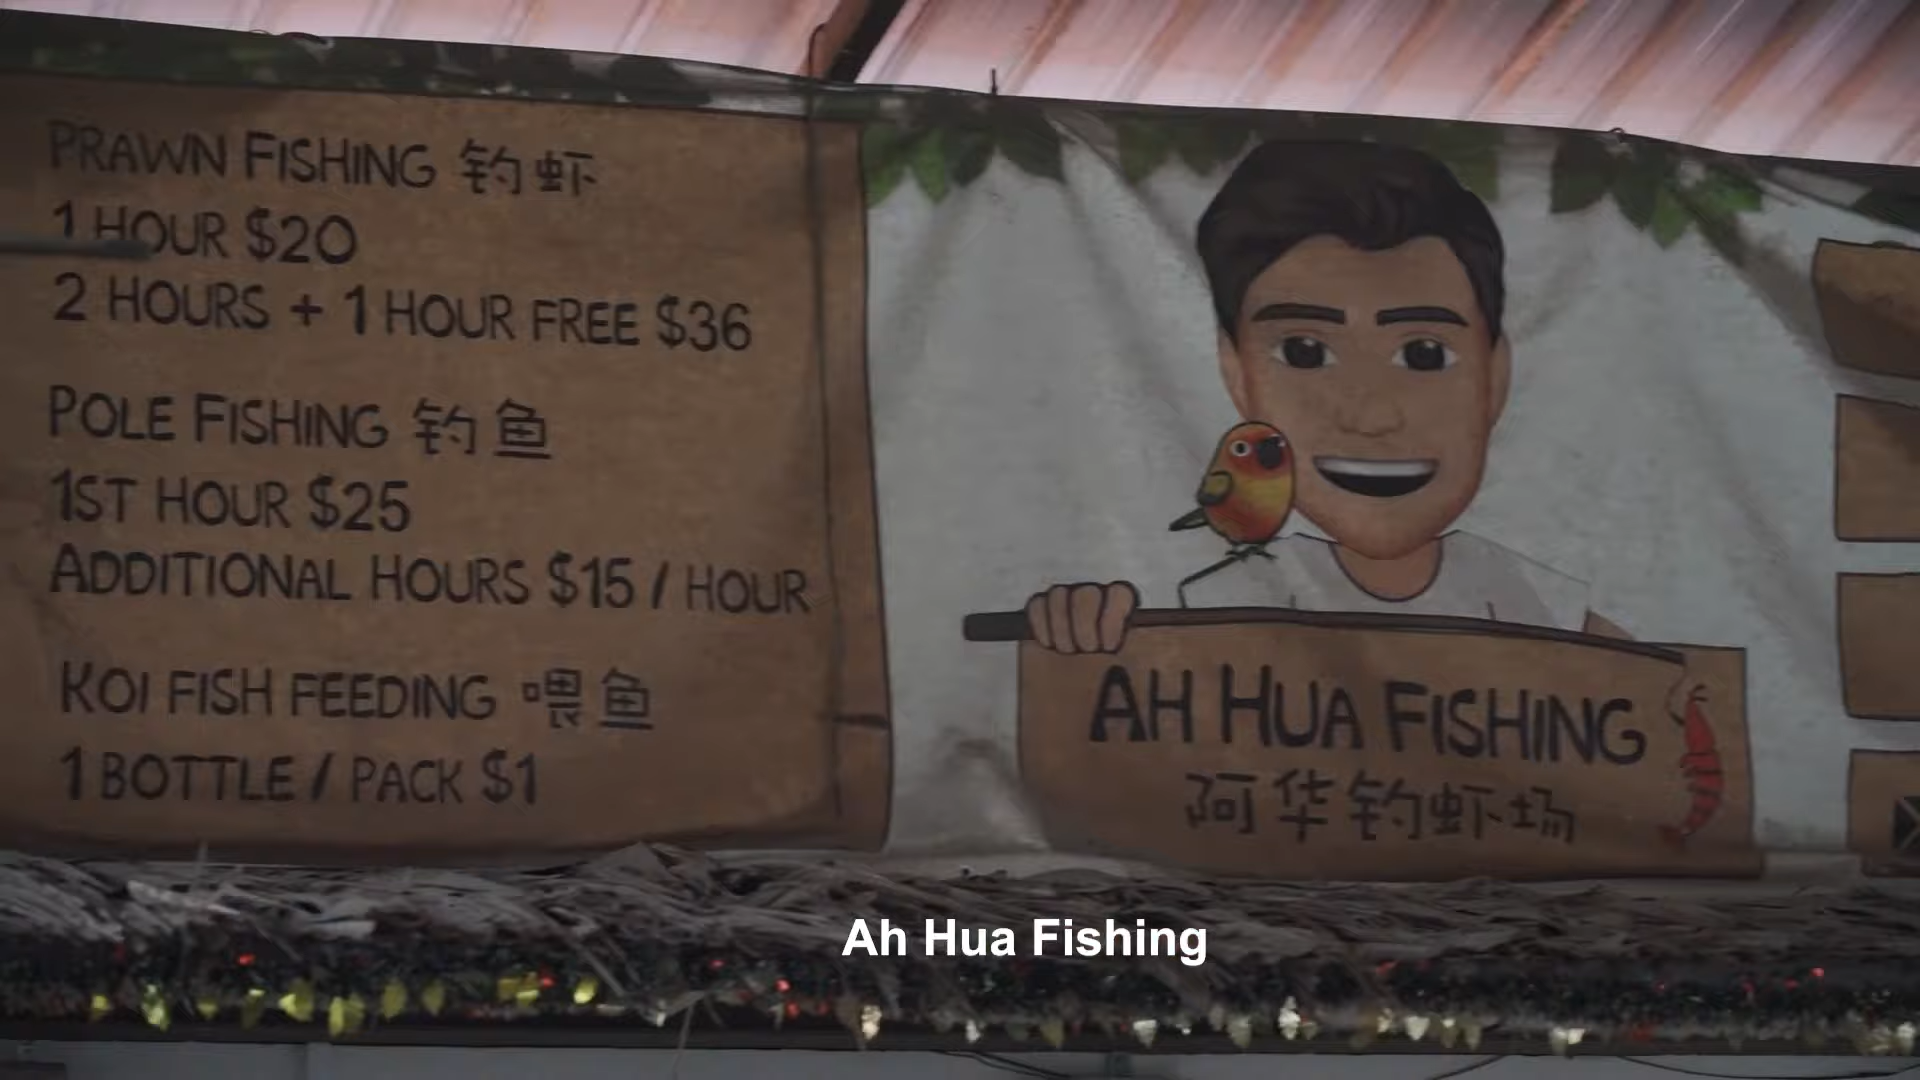 PRAWN FISHING 钓虾
1 HOUR $20
2 HOURS + 1 HOUR FREE $36
POLE FISHING 钓鱼
1ST HOUR $25
ADDITIONAL HOURS $15 / HOUR
KOI FISH FEEDING 喂鱼
1 BOTTLE / PACK $1
AH HUA FISHING
阿华钓虾场
Ah Hua Fishing